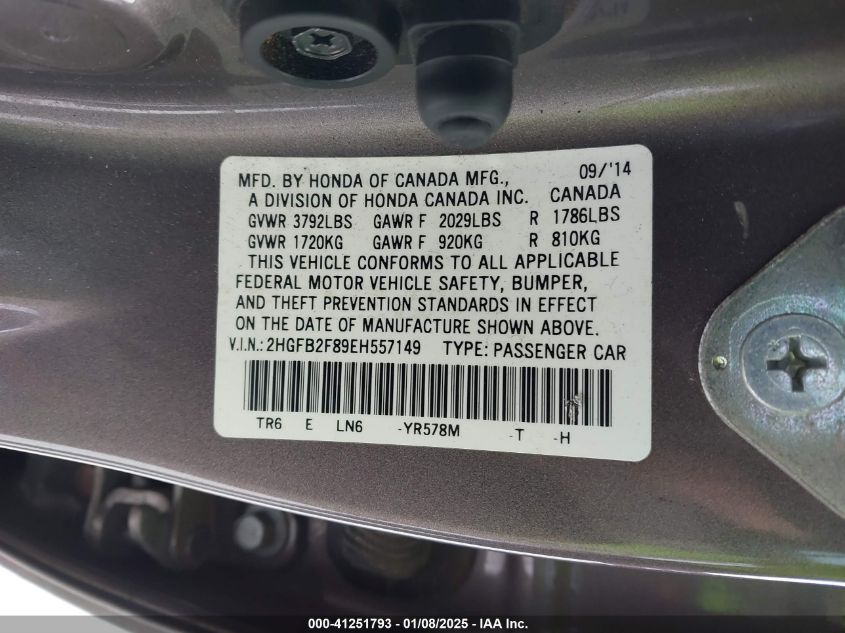 MFD. BY HONDA OF CANADA MFG., 09/'14
A DIVISION OF HONDA CANADA INC. CANADA
GVWR 3792LBS GAWR F 2029LBS R 1786LBS
GVWR 1720KG GAWR F 920KG R 810KG
THIS VEHICLE CONFORMS TO ALL APPLICABLE
FEDERAL MOTOR VEHICLE SAFETY, BUMPER,
AND THEFT PREVENTION STANDARDS IN EFFECT
ON THE DATE OF MANUFACTURE SHOWN ABOVE.
V.I.N.: 2HGFB2F89EH557149 TYPE: PASSENGER CAR
TR6 E LN6 -YR578M -T -H
000-41251793 - 01/08/2025 - IAA Inc.